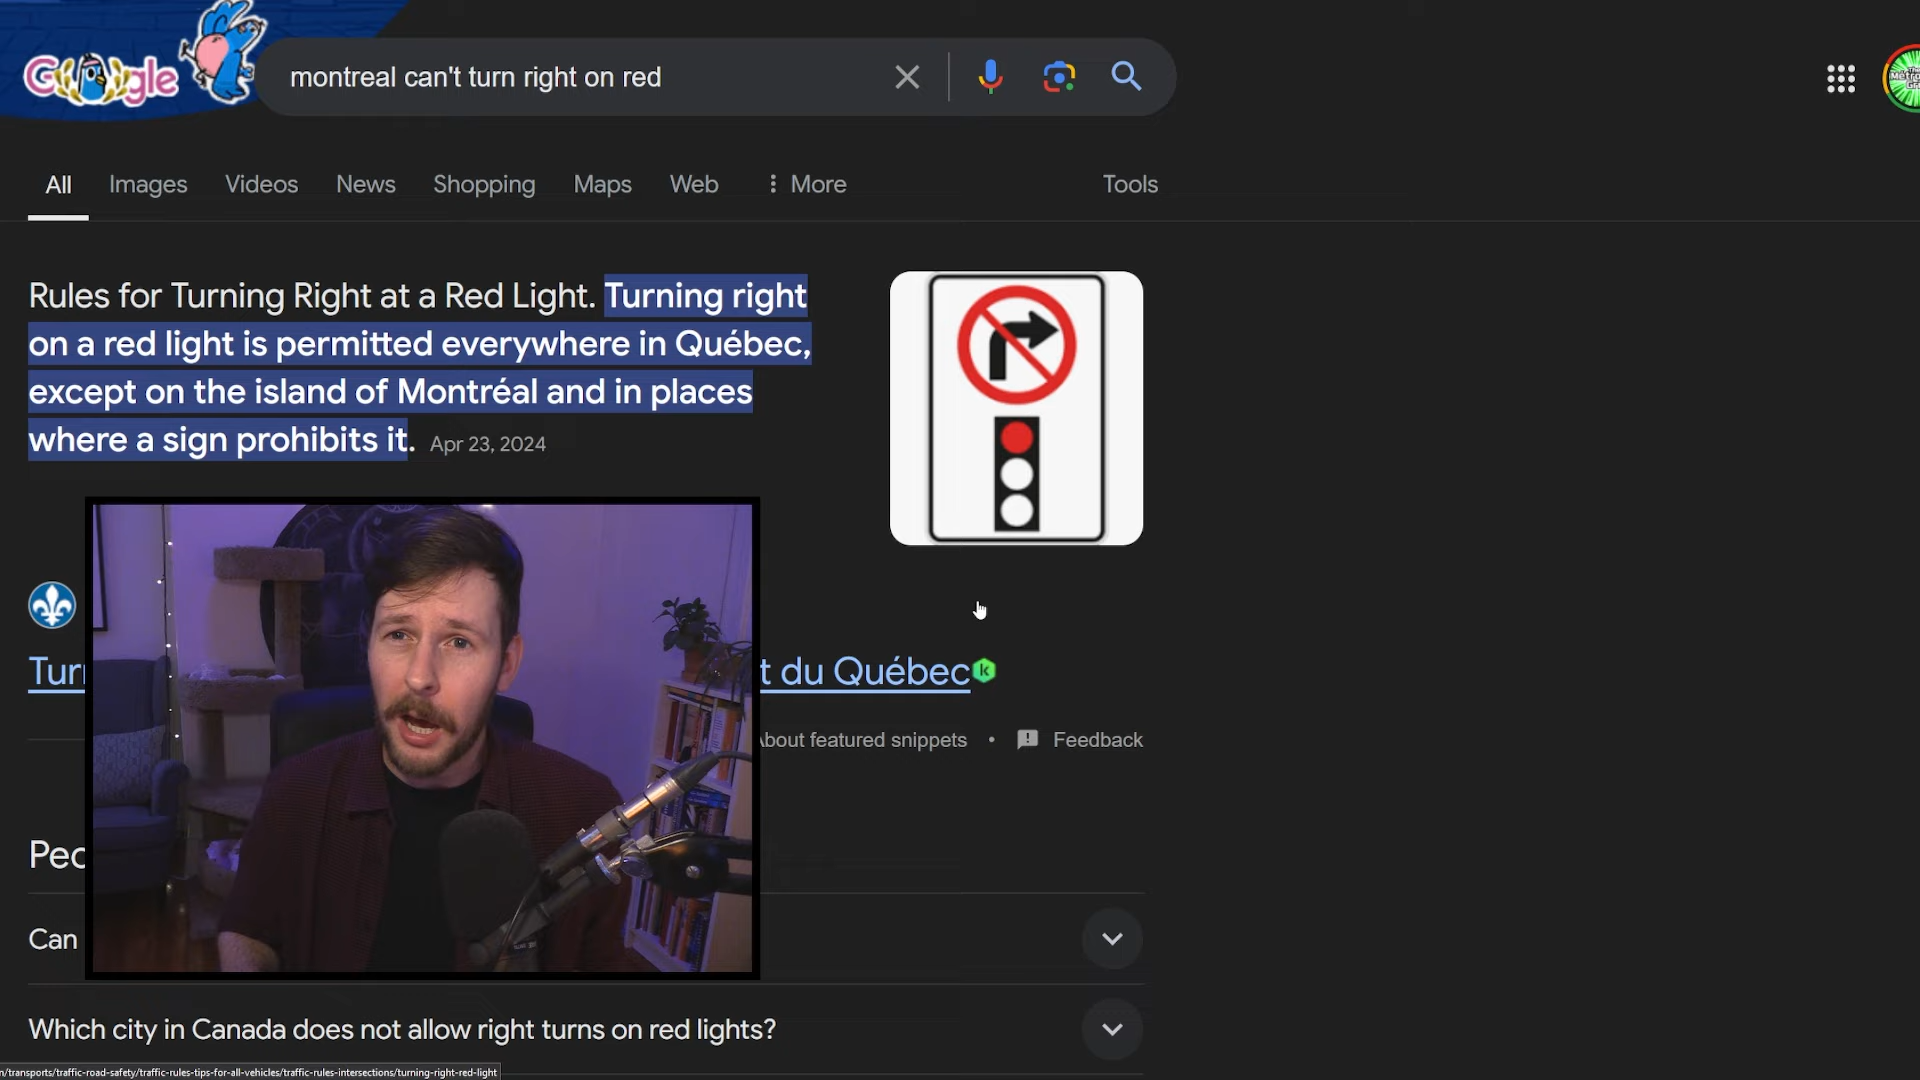 Google
montreal can't turn right on red
All Images Videos News Shopping Maps Web More Tools
Rules for Turning Right at a Red Light. Turning right
on a red light is permitted everywhere in Québec,
except on the island of Montréal and in places
where a sign prohibits it. Apr 23, 2024
t du Québec
k
About featured snippets • Feedback
Can
Which city in Canada does not allow right turns on red lights?
n/transports/traffic-road-safety/traffic-rules-tips-for-all-vehicles/traffic-rules-intersections/turning-right-red-light